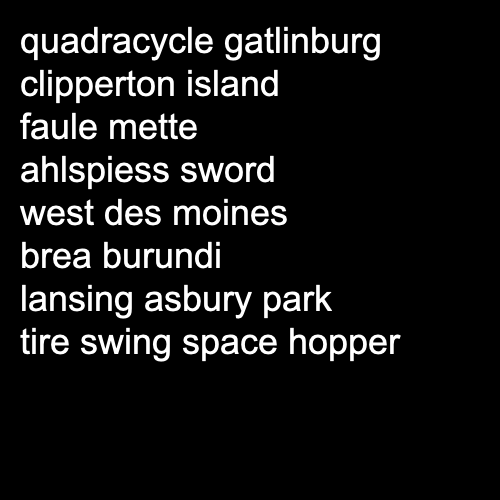 quadracycle gatlinburg
clipperton island
faule mette
ahlspiess sword
west des moines
brea burundi
lansing asbury park
tire swing space hopper